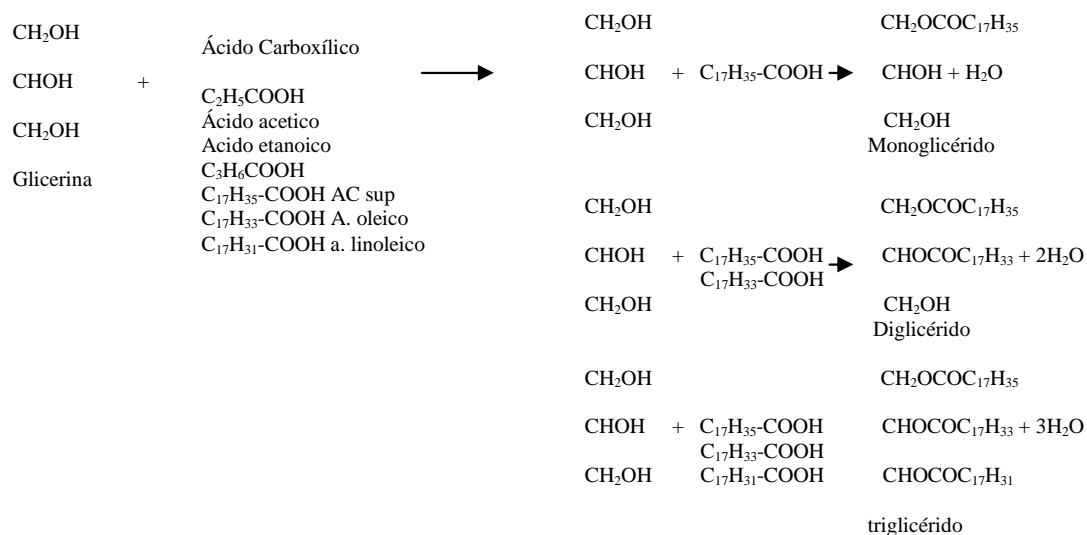 CH₂OH
CHOH +
CH₂OH
Glicerina
Ácido Carboxílico
C₂H₅COOH
Ácido acetico
Acido etanoico
C₃H₆COOH
C₁₇H₃₅-COOH AC sup
C₁₇H₃₃-COOH A. oleico
C₁₇H₃₁-COOH a. linoleico
CH₂OH CH₂OCOC₁₇H₃₅
CHOH + C₁₇H₃₅-COOH CHOH + H₂O
CH₂OH CH₂OH
Monoglicérido
CH₂OH CH₂OCOC₁₇H₃₅
CHOH + C₁₇H₃₅-COOH CHOCOC₁₇H₃₃ + 2H₂O
C₁₇H₃₃-COOH
CH₂OH CH₂OH
Diglicérido
CH₂OH CH₂OCOC₁₇H₃₅
CHOH + C₁₇H₃₅-COOH CHOCOC₁₇H₃₃ + 3H₂O
C₁₇H₃₃-COOH
CH₂OH C₁₇H₃₁-COOH CHOCOC₁₇H₃₁
triglicérido